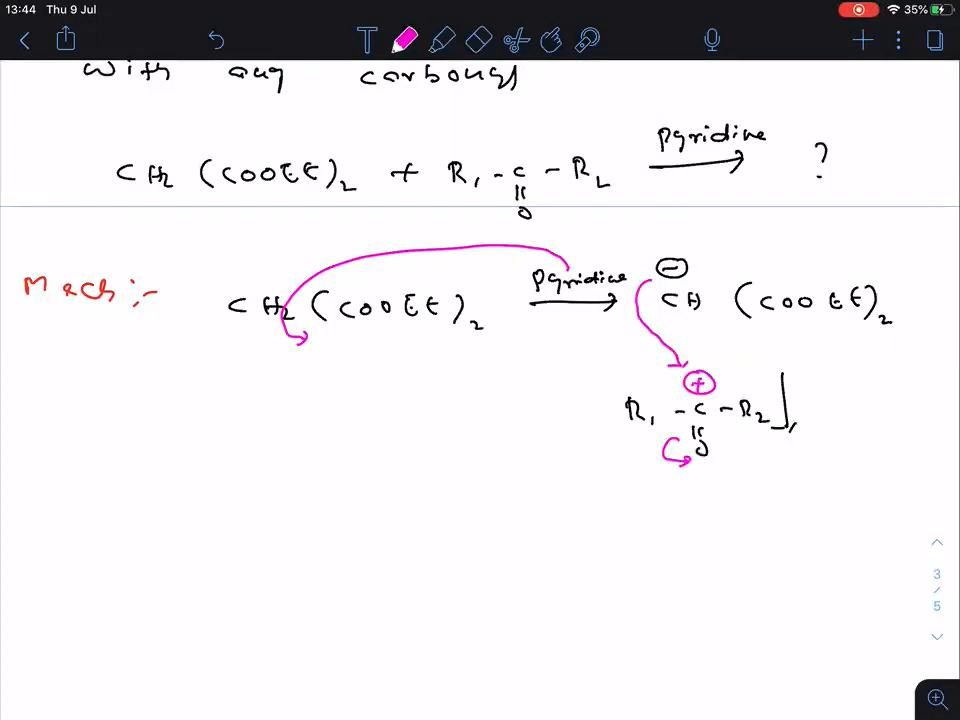 13:44 Thu 9 Jul 35%
with any carbonyl
CH2 (COOEt)2 + R1 - C - R2 pyridine ?
||
O
Mech :- CH2 (COOEt)2 pyridine ⊖ CH (COOEt)2
⊕
R1 - C - R2 ],
||
O
3
/
5